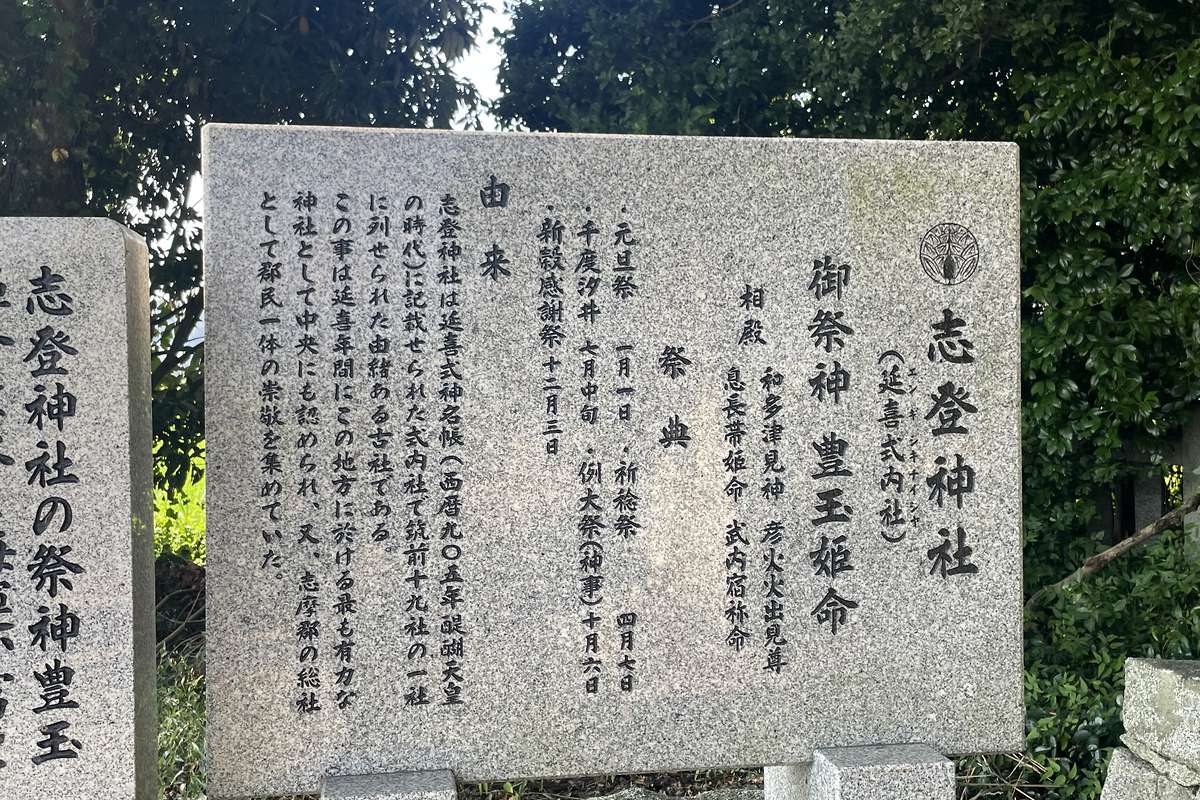 志登神社
エンギシキナイシャ
(延喜式内社)
御祭神 豊玉姫命
相殿 和多津見神 彦火火出見尊
息長帯姫命 武内宿祢命
祭典
・元旦祭 一月一日 ・祈稔祭 四月七日
・千度汐井 七月中旬 ・例大祭(神事)十月六日
・新穀感謝祭 十二月三日
由来
志登神社は延喜式神名帳(西暦九〇五年醍醐天皇
の時代)に記載せられた式内社で筑前十九社の一社
に列せられた由緒ある古社である。
この事は延喜年間にこの地方に於ける最も有力な
神社として中央にも認められ、又、志摩郡の総社
として郡民一体の崇敬を集めていた。
志登神社の祭神豊玉